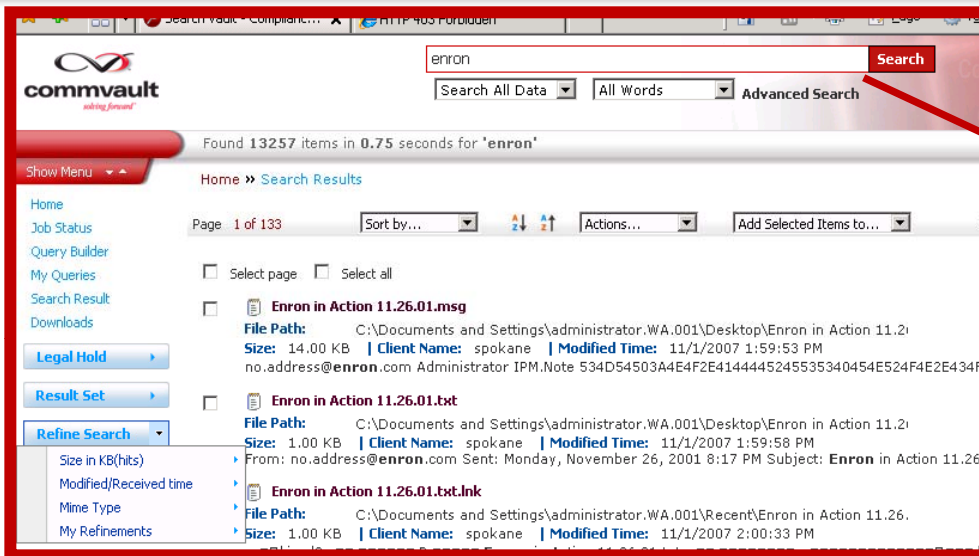 Search Vault - Complianc...
HTTP 403 Forbidden
Page
commvault
solving forward
enron
Search
Search All Data
All Words
Advanced Search
Found 13257 items in 0.75 seconds for 'enron'
Show Menu
Home » Search Results
Home
Job Status
Query Builder
My Queries
Search Result
Downloads
Legal Hold
Result Set
Refine Search
Size in KB(hits)
Modified/Received time
Mime Type
My Refinements
Page 1 of 133
Sort by...
Actions...
Add Selected Items to...
Select page
Select all
Enron in Action 11.26.01.msg
File Path: C:\Documents and Settings\administrator.WA.001\Desktop\Enron in Action 11.2
Size: 14.00 KB | Client Name: spokane | Modified Time: 11/1/2007 1:59:53 PM
no.address@enron.com Administrator IPM.Note
Enron in Action 11.26.01.txt
File Path: C:\Documents and Settings\administrator.WA.001\Desktop\Enron in Action 11.2
Size: 1.00 KB | Client Name: spokane | Modified Time: 11/1/2007 1:59:58 PM
From: no.address@enron.com Sent: Monday, November 26, 2001 8:17 PM Subject: Enron in Action 11.26
Enron in Action 11.26.01.txt.lnk
File Path: C:\Documents and Settings\administrator.WA.001\Recent\Enron in Action 11.26.
Size: 1.00 KB | Client Name: spokane | Modified Time: 11/1/2007 2:00:33 PM